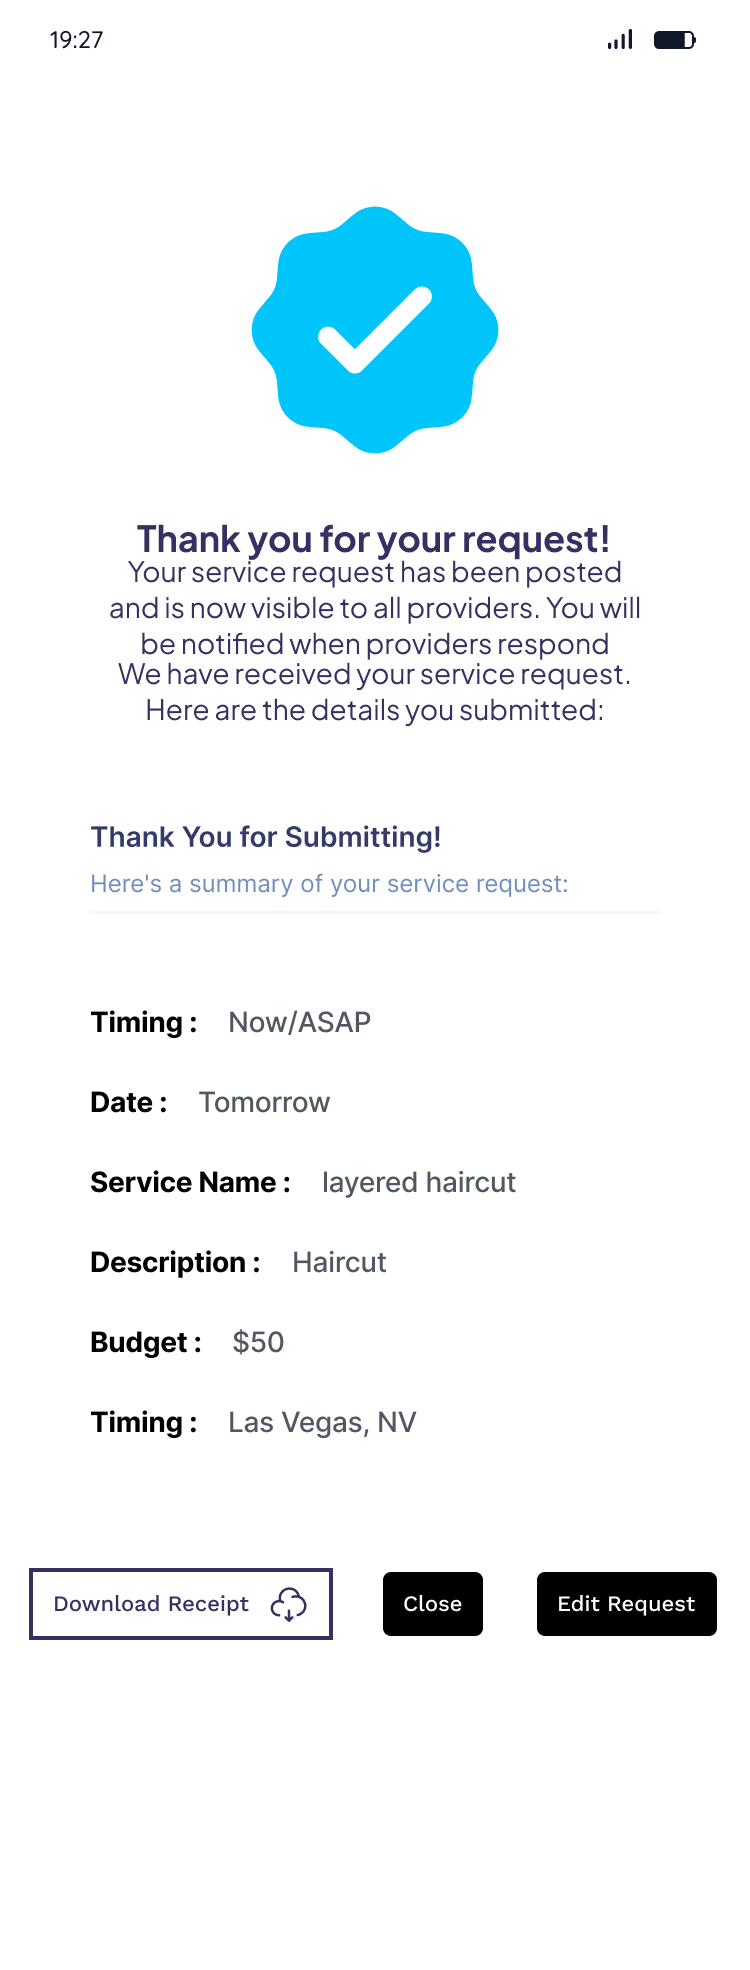 19:27
Thank you for your request!
Your service request has been posted
and is now visible to all providers. You will
be notified when providers respond
We have received your service request.
Here are the details you submitted:
Thank You for Submitting!
Here's a summary of your service request:
Timing : Now/ASAP
Date : Tomorrow
Service Name : layered haircut
Description : Haircut
Budget : $50
Timing : Las Vegas, NV
Download Receipt Close Edit Request